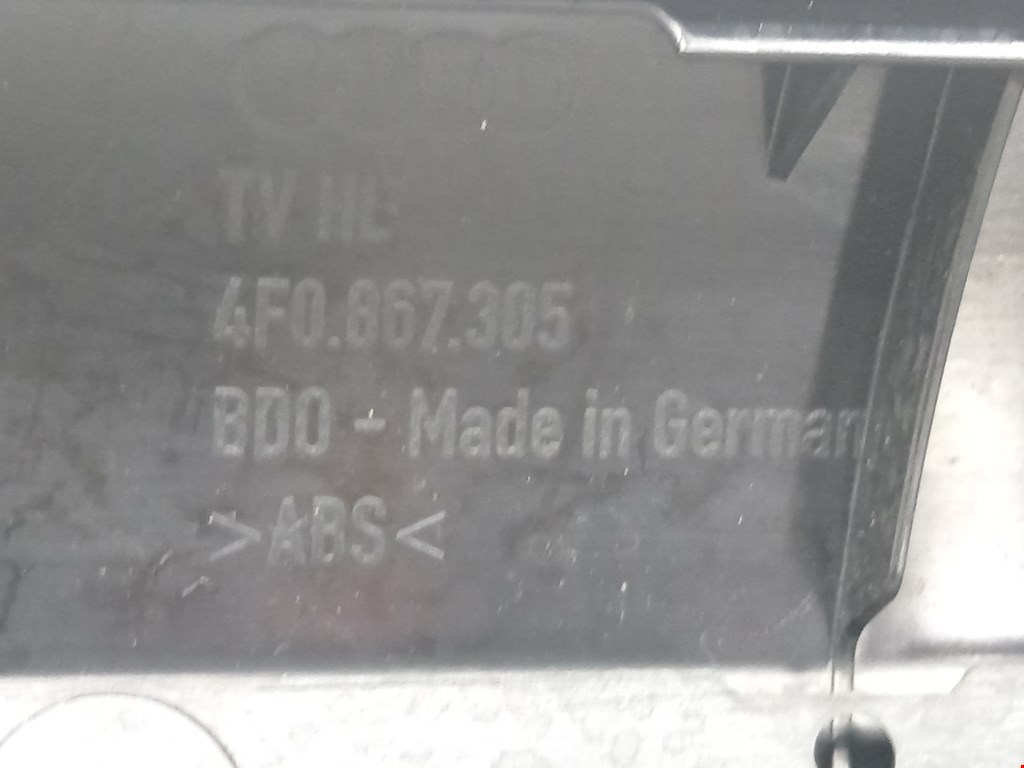 TV HL
4F0.867.305
BDO - Made in German
>ABS<